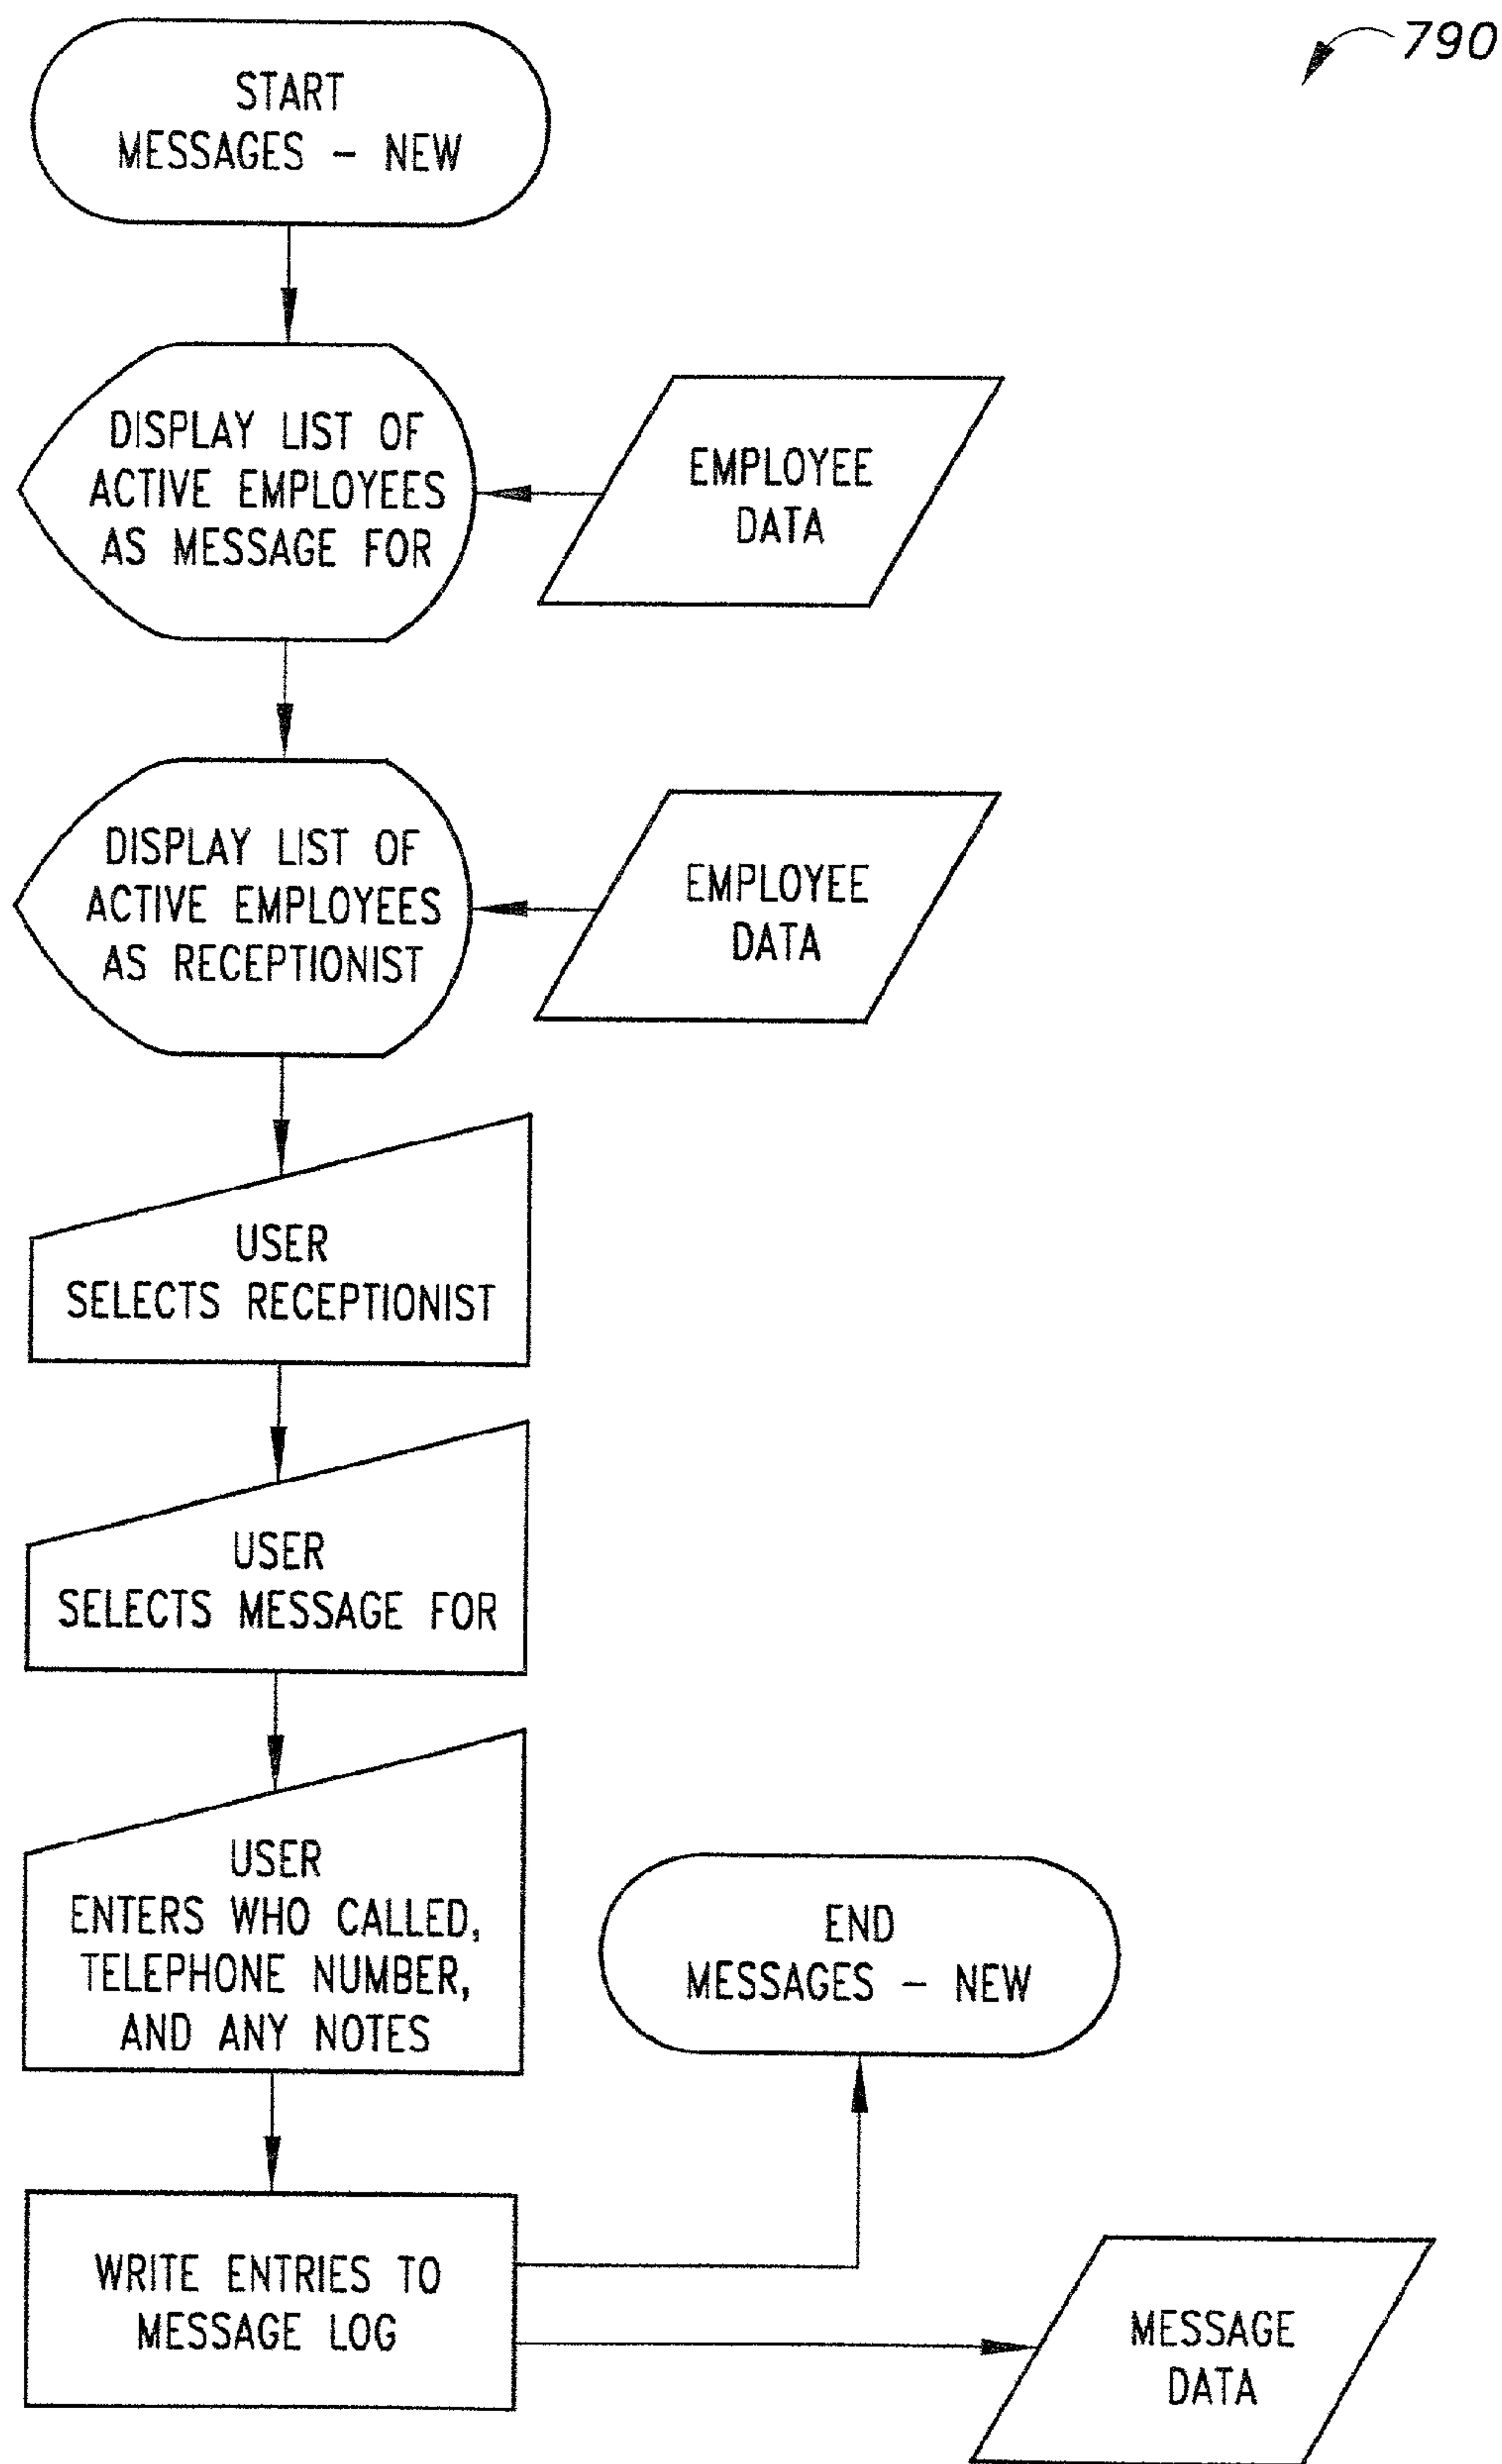 790
START
MESSAGES - NEW
DISPLAY LIST OF
ACTIVE EMPLOYEES
AS MESSAGE FOR
EMPLOYEE
DATA
DISPLAY LIST OF
ACTIVE EMPLOYEES
AS RECEPTIONIST
EMPLOYEE
DATA
USER
SELECTS RECEPTIONIST
USER
SELECTS MESSAGE FOR
USER
ENTERS WHO CALLED,
TELEPHONE NUMBER,
AND ANY NOTES
END
MESSAGES - NEW
WRITE ENTRIES TO
MESSAGE LOG
MESSAGE
DATA